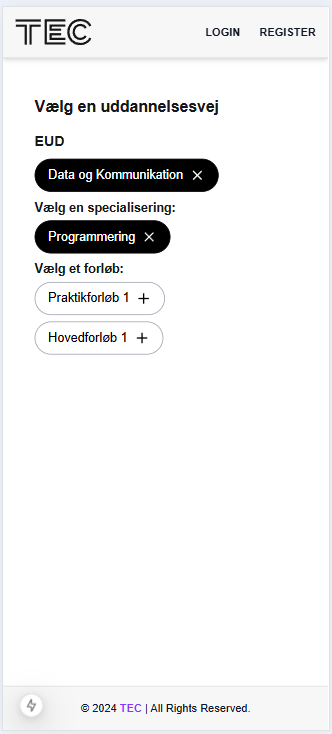 TEC
LOGIN REGISTER
Vælg en uddannelsesvej
EUD
Data og Kommunikation
Vælg en specialisering:
Programmering
Vælg et forløb:
Praktikforløb 1
Hovedforløb 1
© 2024 TEC | All Rights Reserved.